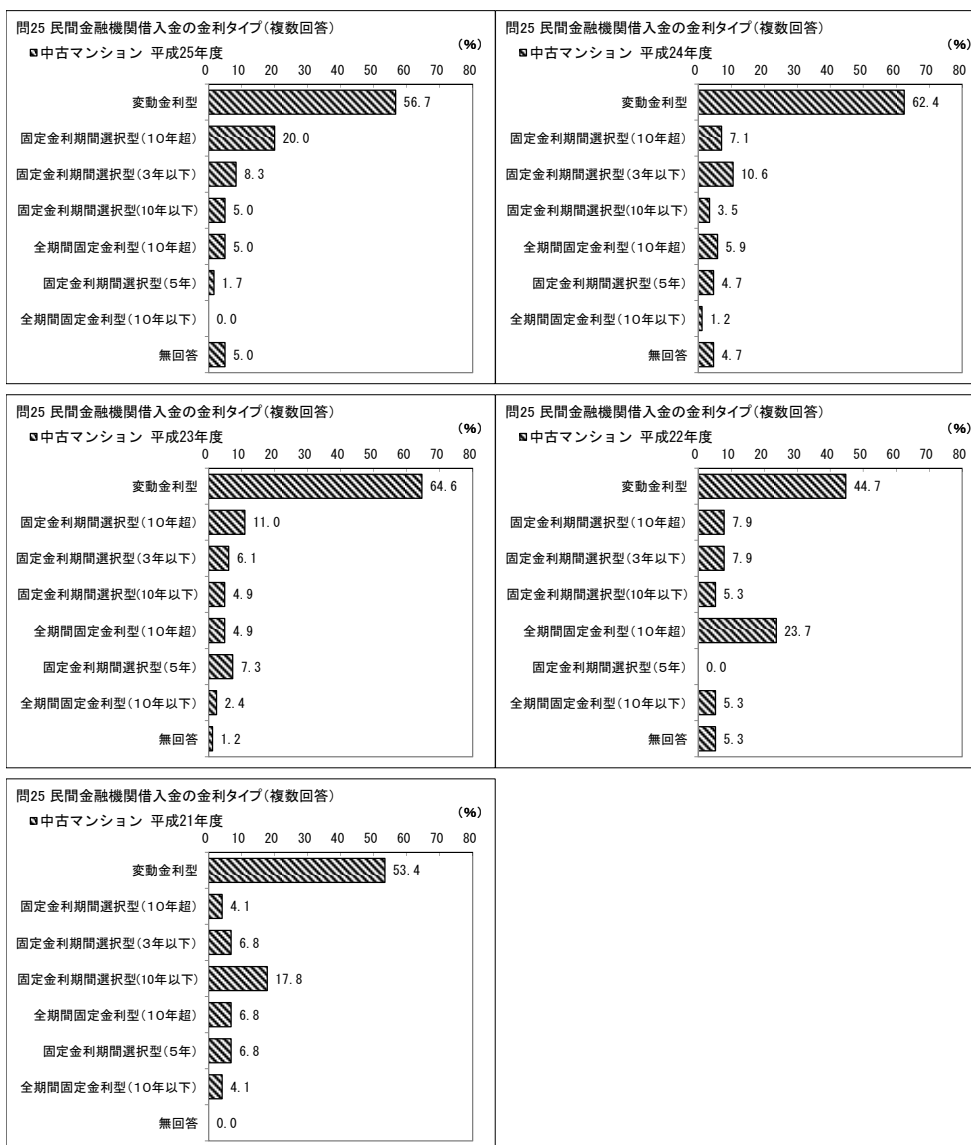 問25 民間金融機関借入金の金利タイプ(複数回答)
中古マンション 平成25年度
(%)
0 10 20 30 40 50 60 70 80
変動金利型 56.7
固定金利期間選択型(10年超) 20.0
固定金利期間選択型(3年以下) 8.3
固定金利期間選択型(10年以下) 5.0
全期間固定金利型(10年超) 5.0
固定金利期間選択型(5年) 1.7
全期間固定金利型(10年以下) 0.0
無回答 5.0
問25 民間金融機関借入金の金利タイプ(複数回答)
中古マンション 平成24年度
(%)
0 10 20 30 40 50 60 70 80
変動金利型 62.4
固定金利期間選択型(10年超) 7.1
固定金利期間選択型(3年以下) 10.6
固定金利期間選択型(10年以下) 3.5
全期間固定金利型(10年超) 5.9
固定金利期間選択型(5年) 4.7
全期間固定金利型(10年以下) 1.2
無回答 4.7
問25 民間金融機関借入金の金利タイプ(複数回答)
中古マンション 平成23年度
(%)
0 10 20 30 40 50 60 70 80
変動金利型 64.6
固定金利期間選択型(10年超) 11.0
固定金利期間選択型(3年以下) 6.1
固定金利期間選択型(10年以下) 4.9
全期間固定金利型(10年超) 4.9
固定金利期間選択型(5年) 7.3
全期間固定金利型(10年以下) 2.4
無回答 1.2
問25 民間金融機関借入金の金利タイプ(複数回答)
中古マンション 平成22年度
(%)
0 10 20 30 40 50 60 70 80
変動金利型 44.7
固定金利期間選択型(10年超) 7.9
固定金利期間選択型(3年以下) 7.9
固定金利期間選択型(10年以下) 5.3
全期間固定金利型(10年超) 23.7
固定金利期間選択型(5年) 0.0
全期間固定金利型(10年以下) 5.3
無回答 5.3
問25 民間金融機関借入金の金利タイプ(複数回答)
中古マンション 平成21年度
(%)
0 10 20 30 40 50 60 70 80
変動金利型 53.4
固定金利期間選択型(10年超) 4.1
固定金利期間選択型(3年以下) 6.8
固定金利期間選択型(10年以下) 17.8
全期間固定金利型(10年超) 6.8
固定金利期間選択型(5年) 6.8
全期間固定金利型(10年以下) 4.1
無回答 0.0